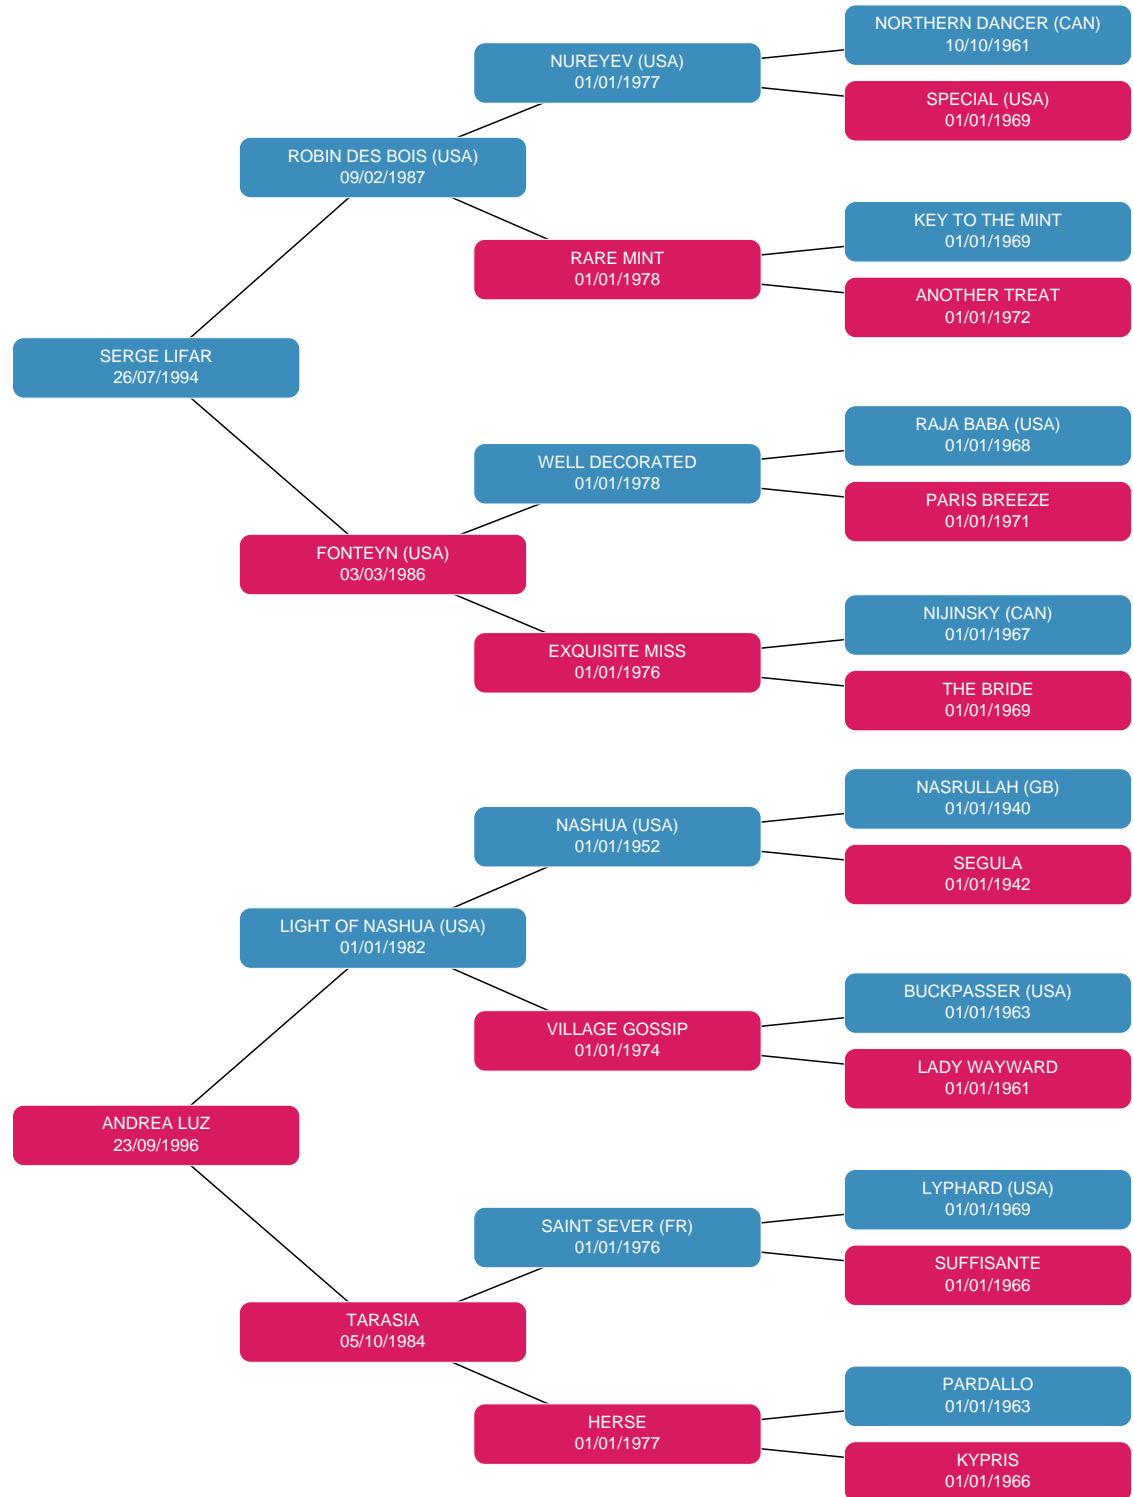 NORTHERN DANCER (CAN)
10/10/1961
NUREYEV (USA)
01/01/1977
SPECIAL (USA)
01/01/1969
ROBIN DES BOIS (USA)
09/02/1987
KEY TO THE MINT
01/01/1969
RARE MINT
01/01/1978
ANOTHER TREAT
01/01/1972
SERGE LIFAR
26/07/1994
RAJA BABA (USA)
01/01/1968
WELL DECORATED
01/01/1978
PARIS BREEZE
01/01/1971
FONTEYN (USA)
03/03/1986
NIJINSKY (CAN)
01/01/1967
EXQUISITE MISS
01/01/1976
THE BRIDE
01/01/1969
NASRULLAH (GB)
01/01/1940
NASHUA (USA)
01/01/1952
SEGULA
01/01/1942
LIGHT OF NASHUA (USA)
01/01/1982
BUCKPASSER (USA)
01/01/1963
VILLAGE GOSSIP
01/01/1974
LADY WAYWARD
01/01/1961
ANDREA LUZ
23/09/1996
LYPHARD (USA)
01/01/1969
SAINT SEVER (FR)
01/01/1976
SUFFISANTE
01/01/1966
TARASIA
05/10/1984
PARDALLO
01/01/1963
HERSE
01/01/1977
KYPRIS
01/01/1966